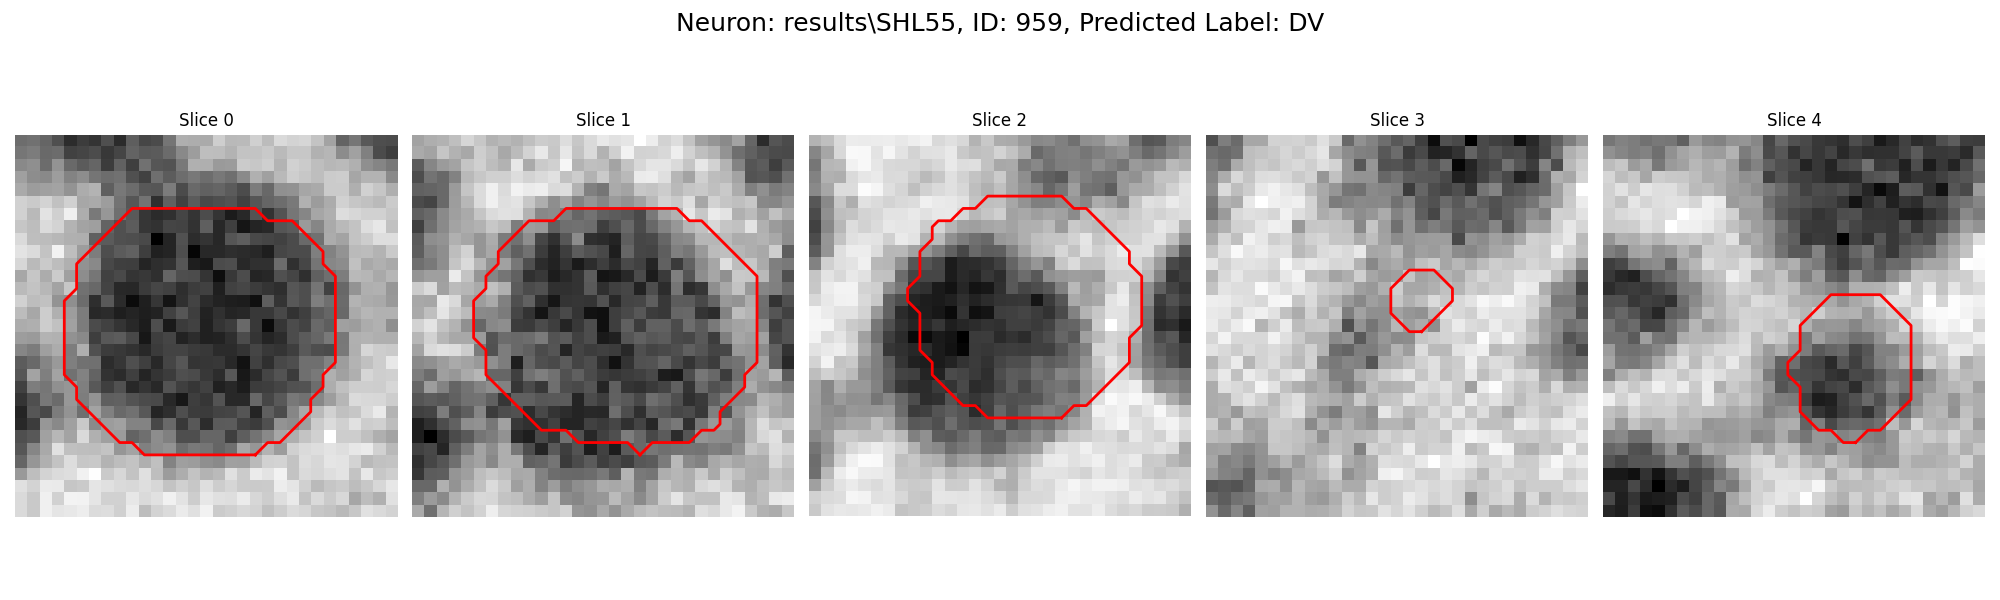 Neuron: results\SHL55, ID: 959, Predicted Label: DV
Slice 0
Slice 1
Slice 2
Slice 3
Slice 4